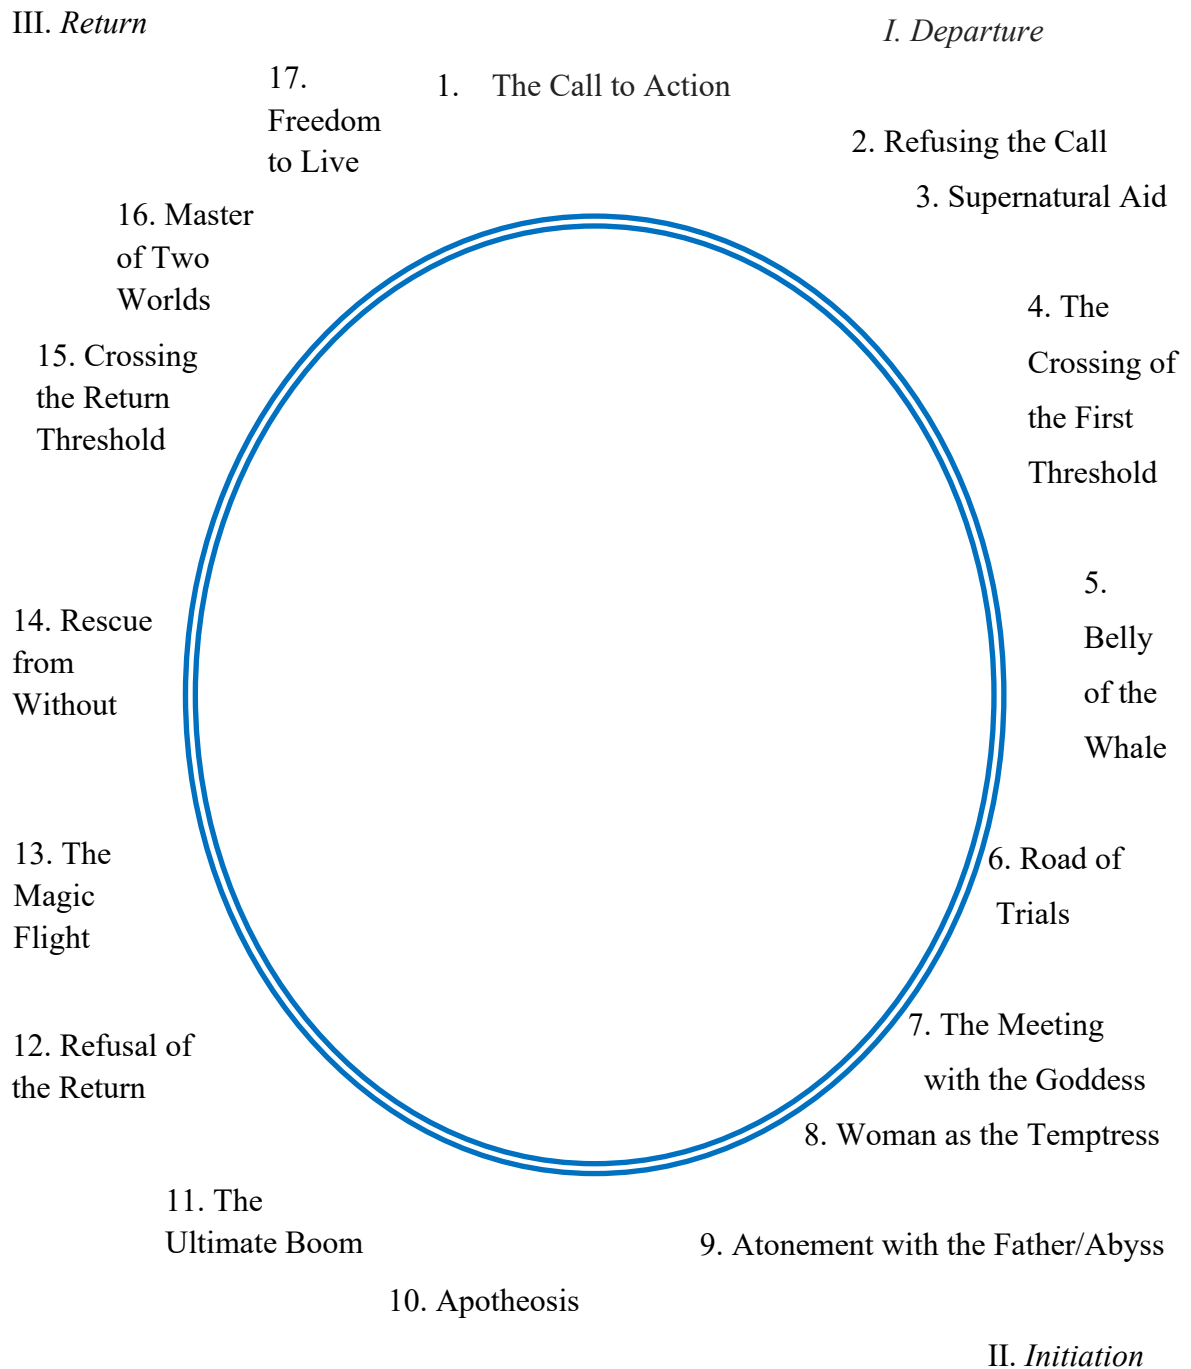 III. Return
I. Departure
17.
Freedom
to Live
1. The Call to Action
2. Refusing the Call
3. Supernatural Aid
16. Master
of Two
Worlds
4. The
Crossing of
the First
Threshold
15. Crossing
the Return
Threshold
5.
Belly
of the
Whale
14. Rescue
from
Without
6. Road of
Trials
13. The
Magic
Flight
7. The Meeting
with the Goddess
8. Woman as the Temptress
12. Refusal of
the Return
11. The
Ultimate Boom
9. Atonement with the Father/Abyss
10. Apotheosis
II. Initiation